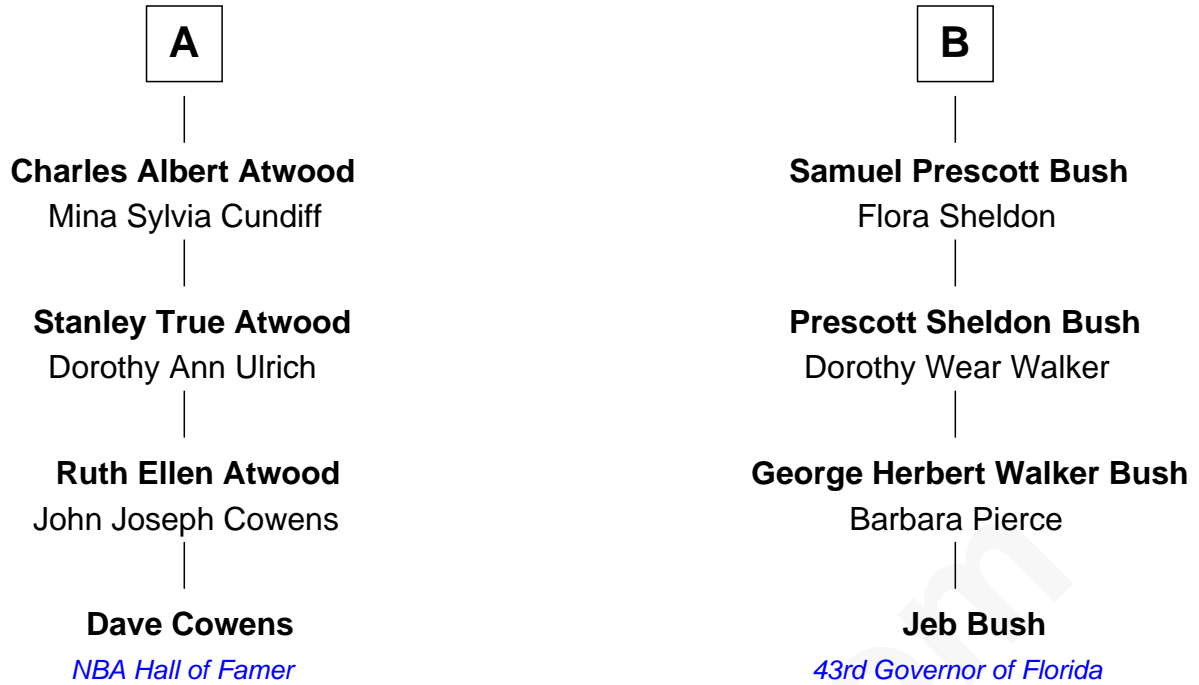 A
Charles Albert Atwood
Mina Sylvia Cundiff
Stanley True Atwood
Dorothy Ann Ulrich
Ruth Ellen Atwood
John Joseph Cowens
Dave Cowens
NBA Hall of Famer
B
Samuel Prescott Bush
Flora Sheldon
Prescott Sheldon Bush
Dorothy Wear Walker
George Herbert Walker Bush
Barbara Pierce
Jeb Bush
43rd Governor of Florida